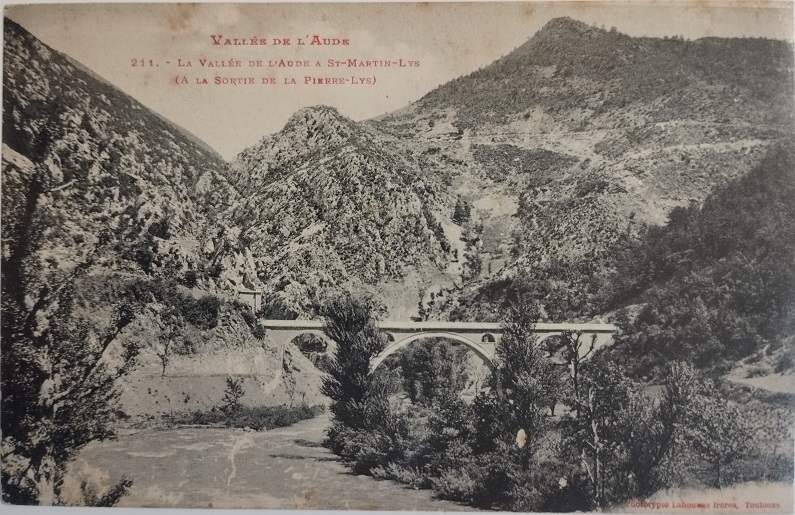 Vallée de l'Aude
211. - La Vallée de l'Aude a St-Martin-Lys
(A la Sortie de la Pierre-Lys)
Phototypie Labouche frères, Toulouse